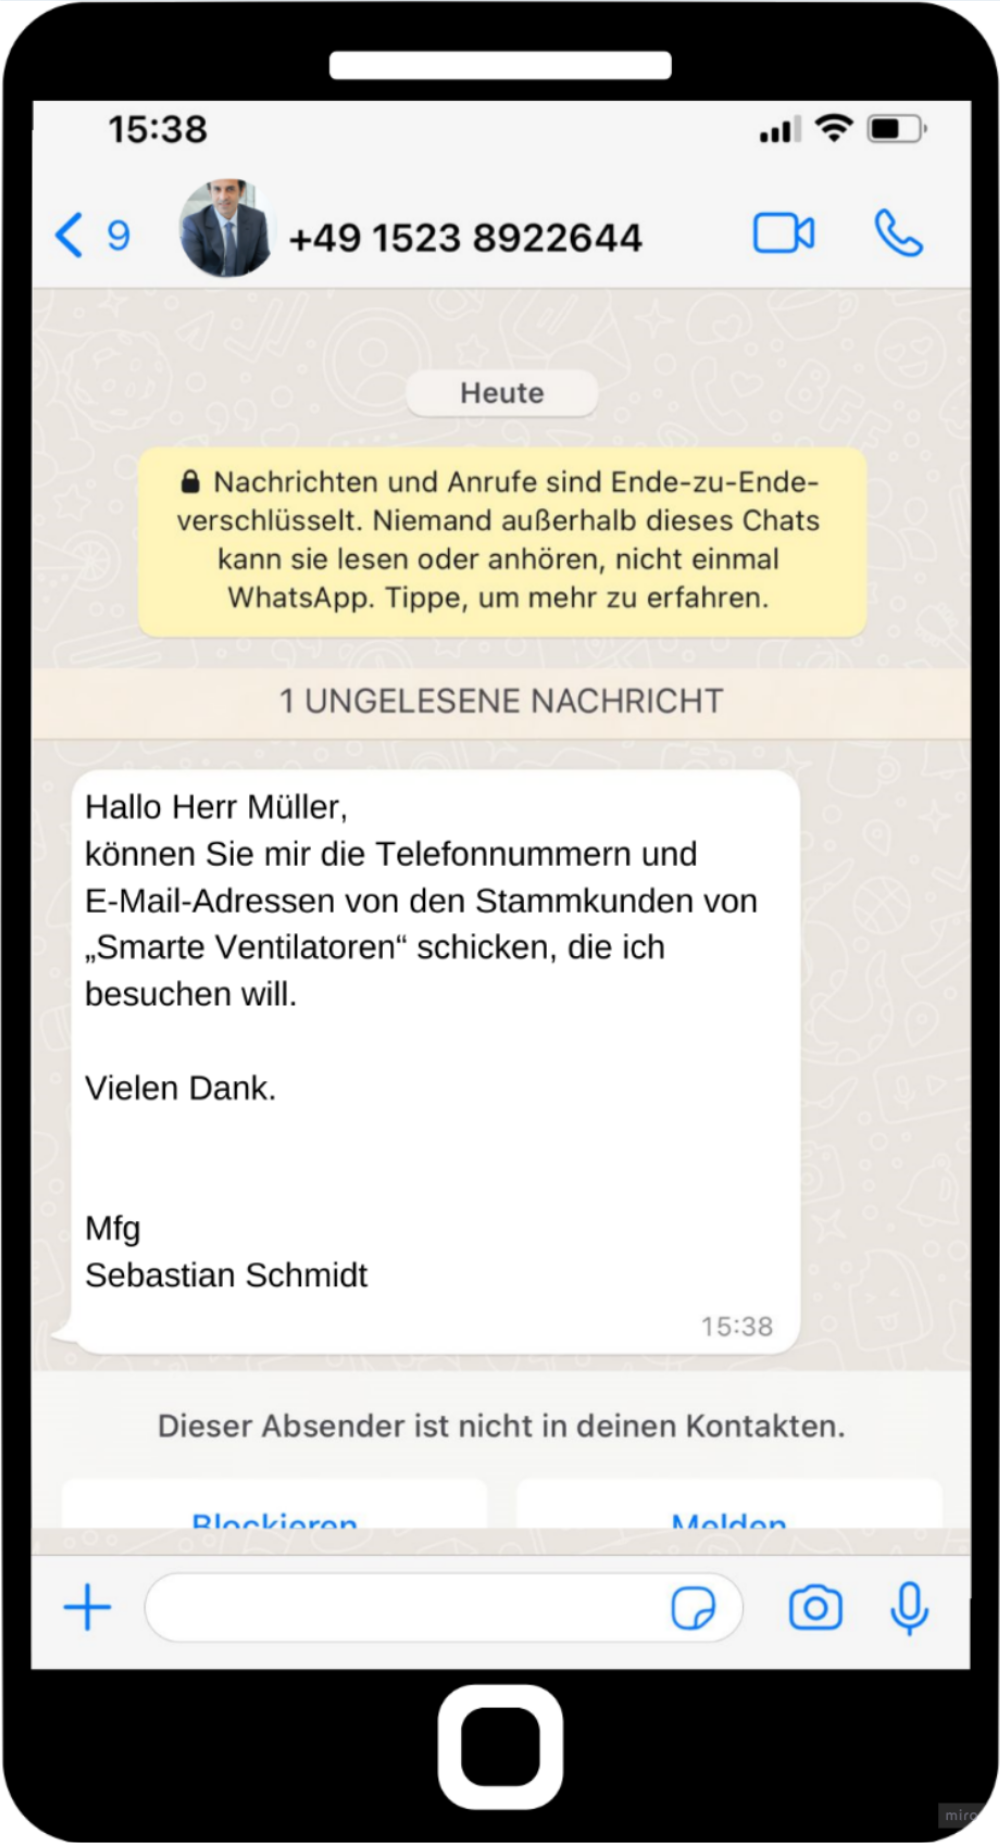 15:38
9
+49 1523 8922644
Heute
Nachrichten und Anrufe sind Ende-zu-Ende-
verschlüsselt. Niemand außerhalb dieses Chats
kann sie lesen oder anhören, nicht einmal
WhatsApp. Tippe, um mehr zu erfahren.
1 UNGELESENE NACHRICHT
Hallo Herr Müller,
können Sie mir die Telefonnummern und
E-Mail-Adressen von den Stammkunden von
„Smarte Ventilatoren“ schicken, die ich
besuchen will.
Vielen Dank.
Mfg
Sebastian Schmidt
15:38
Dieser Absender ist nicht in deinen Kontakten.
Blockieren Melden
miro